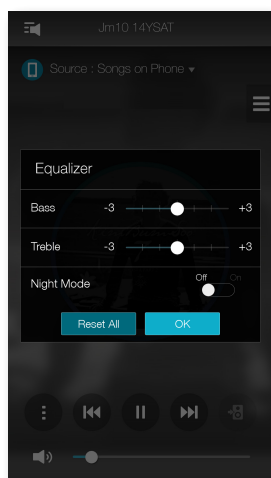 Jm10 14YSAT
Source : Songs on Phone
Equalizer
Bass -3 +3
Treble -3 +3
Off On
Night Mode
Reset All OK